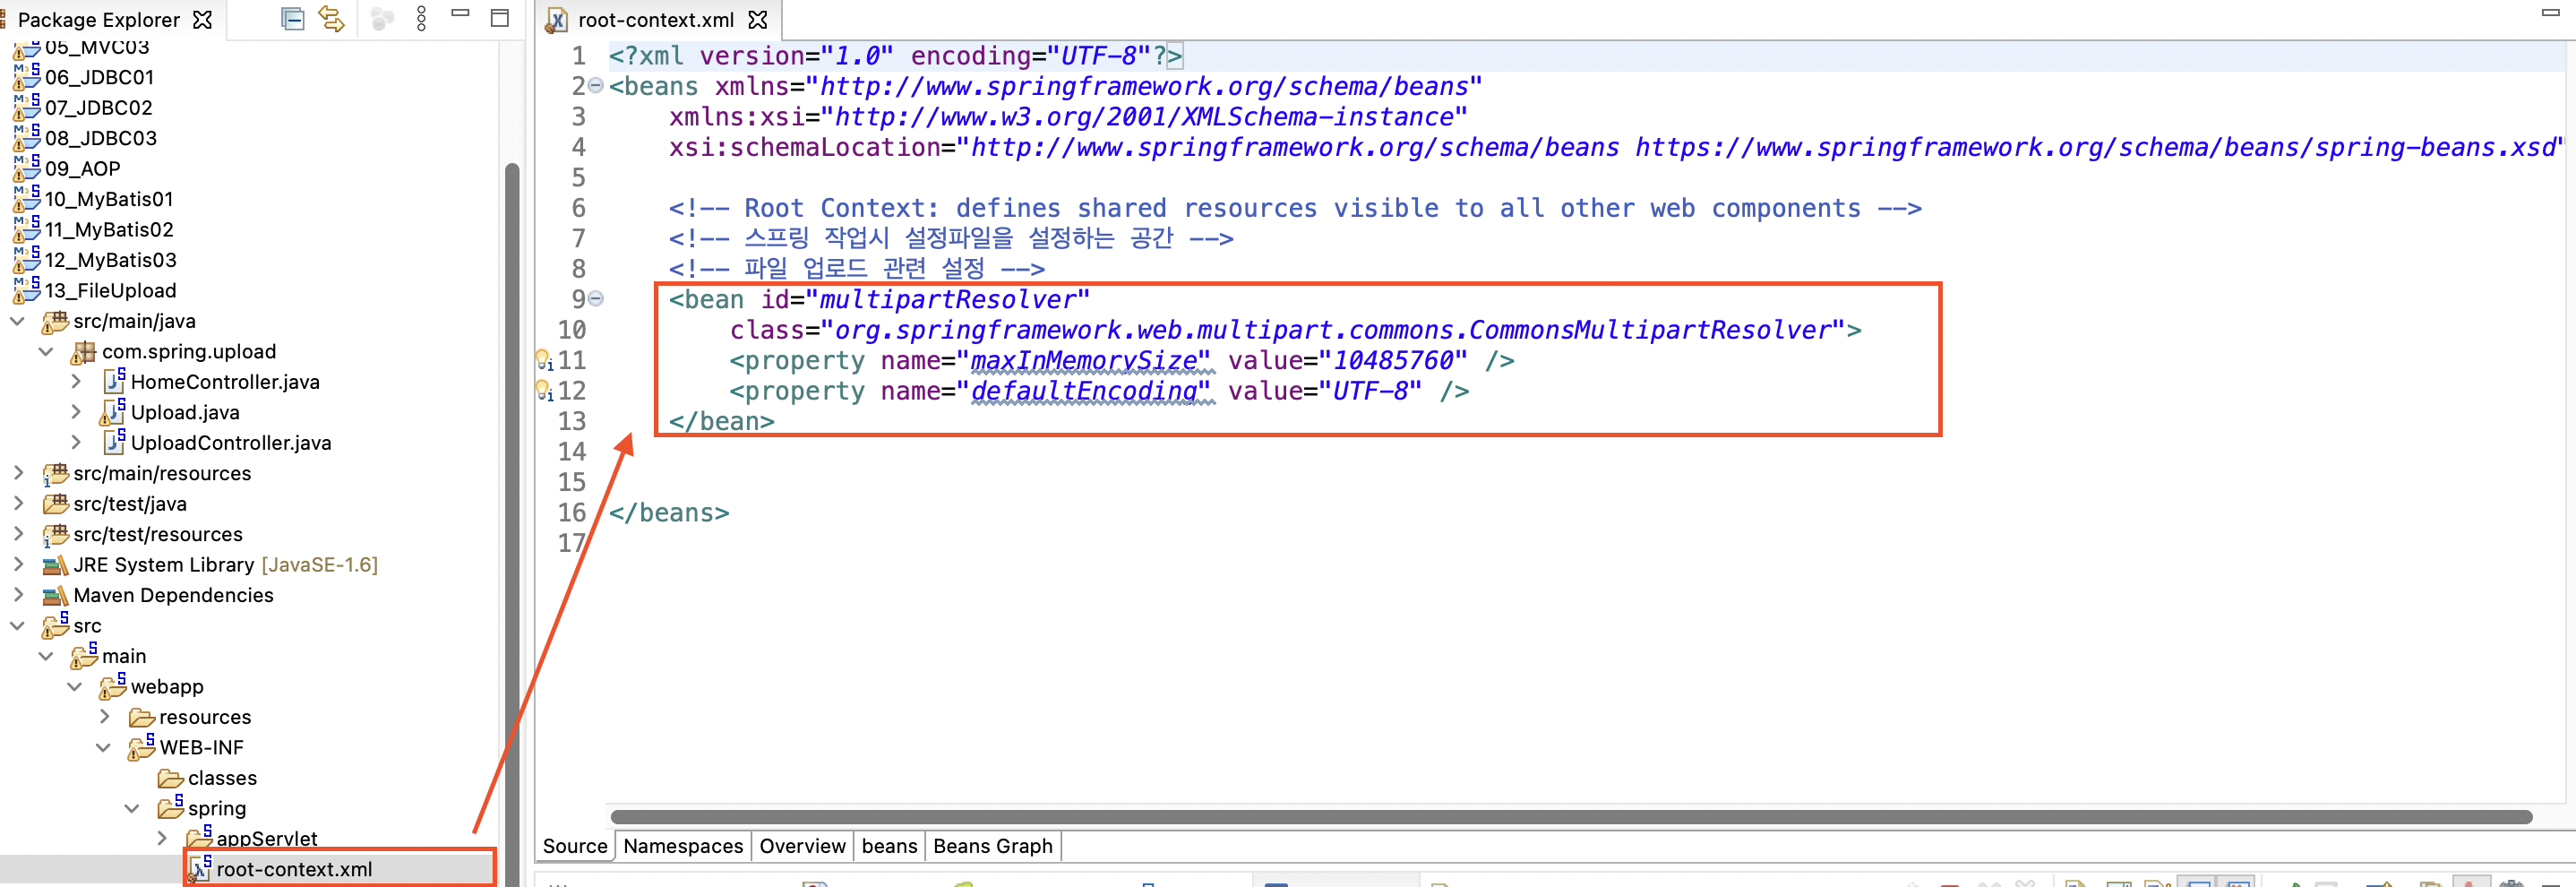 Package Explorer
05_MVC03
06_JDBC01
07_JDBC02
08_JDBC03
09_AOP
10_MyBatis01
11_MyBatis02
12_MyBatis03
13_FileUpload
src/main/java
com.spring.upload
HomeController.java
Upload.java
UploadController.java
src/main/resources
src/test/java
src/test/resources
JRE System Library [JavaSE-1.6]
Maven Dependencies
src
main
webapp
resources
WEB-INF
classes
spring
appServlet
root-context.xml
root-context.xml
1 <?xml version="1.0" encoding="UTF-8"?>
2 <beans xmlns="http://www.springframework.org/schema/beans"
3 xmlns:xsi="http://www.w3.org/2001/XMLSchema-instance"
4 xsi:schemaLocation="http://www.springframework.org/schema/beans https://www.springframework.org/schema/beans/spring-beans.xsd"
5
6 <!-- Root Context: defines shared resources visible to all other web components -->
7 <!-- 스프링 작업시 설정파일을 설정하는 공간 -->
8 <!-- 파일 업로드 관련 설정 -->
9 <bean id="multipartResolver"
10 class="org.springframework.web.multipart.commons.CommonsMultipartResolver">
11 <property name="maxInMemorySize" value="10485760" />
12 <property name="defaultEncoding" value="UTF-8" />
13 </bean>
14
15
16 </beans>
17
Source Namespaces Overview beans Beans Graph